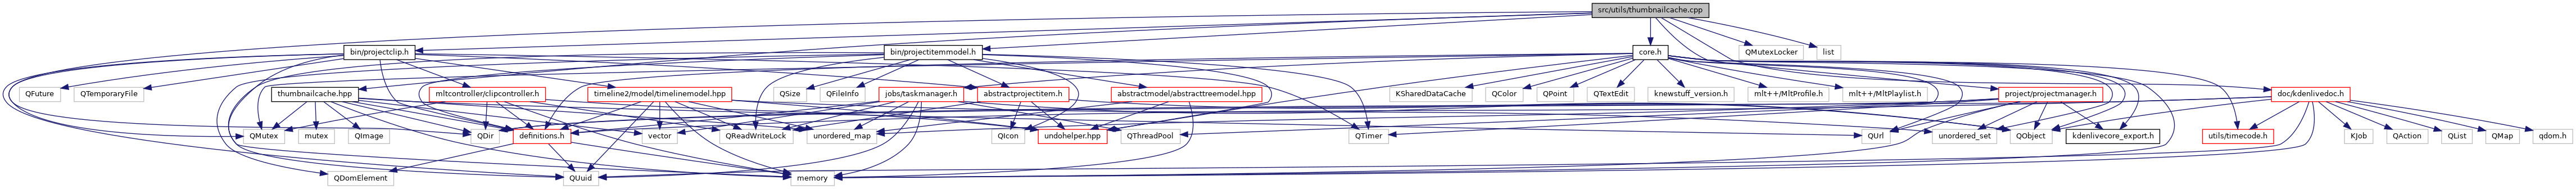 src/utils/thumbnailcache.cpp
bin/projectclip.h
bin/projectitemmodel.h
core.h
QMutexLocker
list
QFuture
QTemporaryFile
thumbnailcache.hpp
mltcontroller/clipcontroller.h
timeline2/model/timelinemodel.hpp
QSize
QFileInfo
jobs/taskmanager.h
abstractprojectitem.h
abstractmodel/abstracttreemodel.hpp
KSharedDataCache
QColor
QPoint
QTextEdit
knewstuff_version.h
mlt++/MltProfile.h
mlt++/MltPlaylist.h
project/projectmanager.h
doc/kdenlivedoc.h
QMutex
mutex
QImage
QDir
definitions.h
vector
QReadWriteLock
unordered_map
QIcon
undohelper.hpp
QThreadPool
QTimer
QUrl
unordered_set
QObject
kdenlivecore_export.h
utils/timecode.h
KJob
QAction
QList
QMap
qdom.h
QDomElement
QUuid
memory